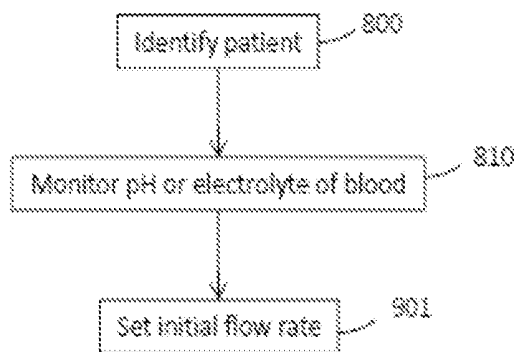 Identify patient 800
Monitor pH or electrolyte of blood 810
Set initial flow rate 901